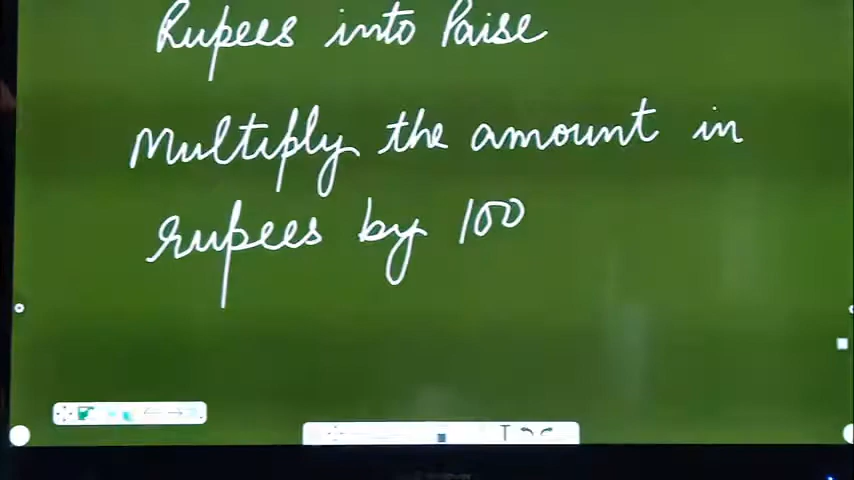 Rupees into Paise
Multiply the amount in
rupees by 100
T